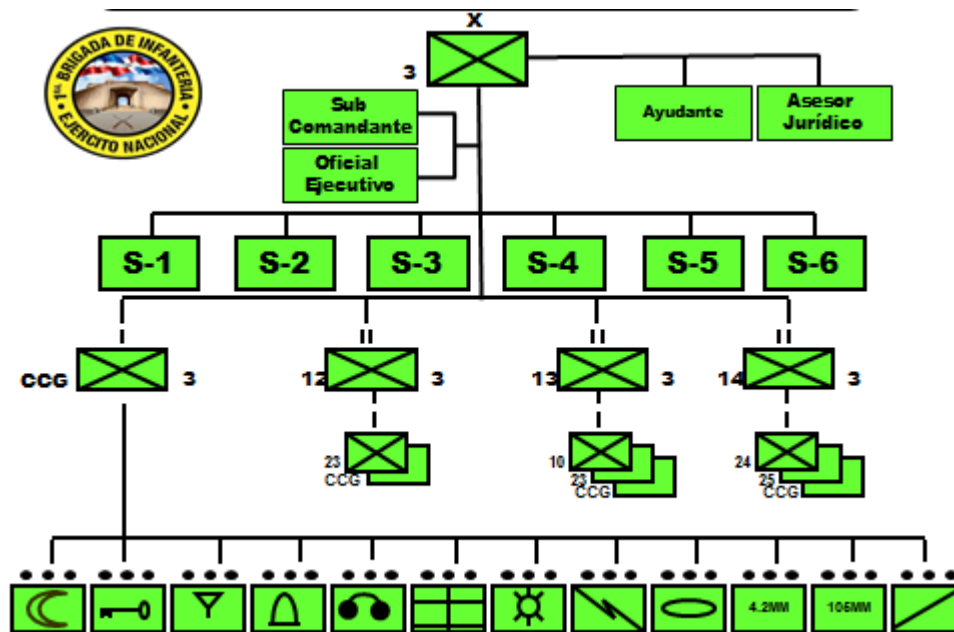 X
1RA. BRIGADA DE INFANTERIA
EJERCITO NACIONAL
3
Sub
Comandante
Oficial
Ejecutivo
Ayudante
Asesor
Jurídico
S-1
S-2
S-3
S-4
S-5
S-6
CCG 3
12 3
13 3
14 3
23
CCG
10
23
CCG
24
25
CCG
4.2MM
105MM